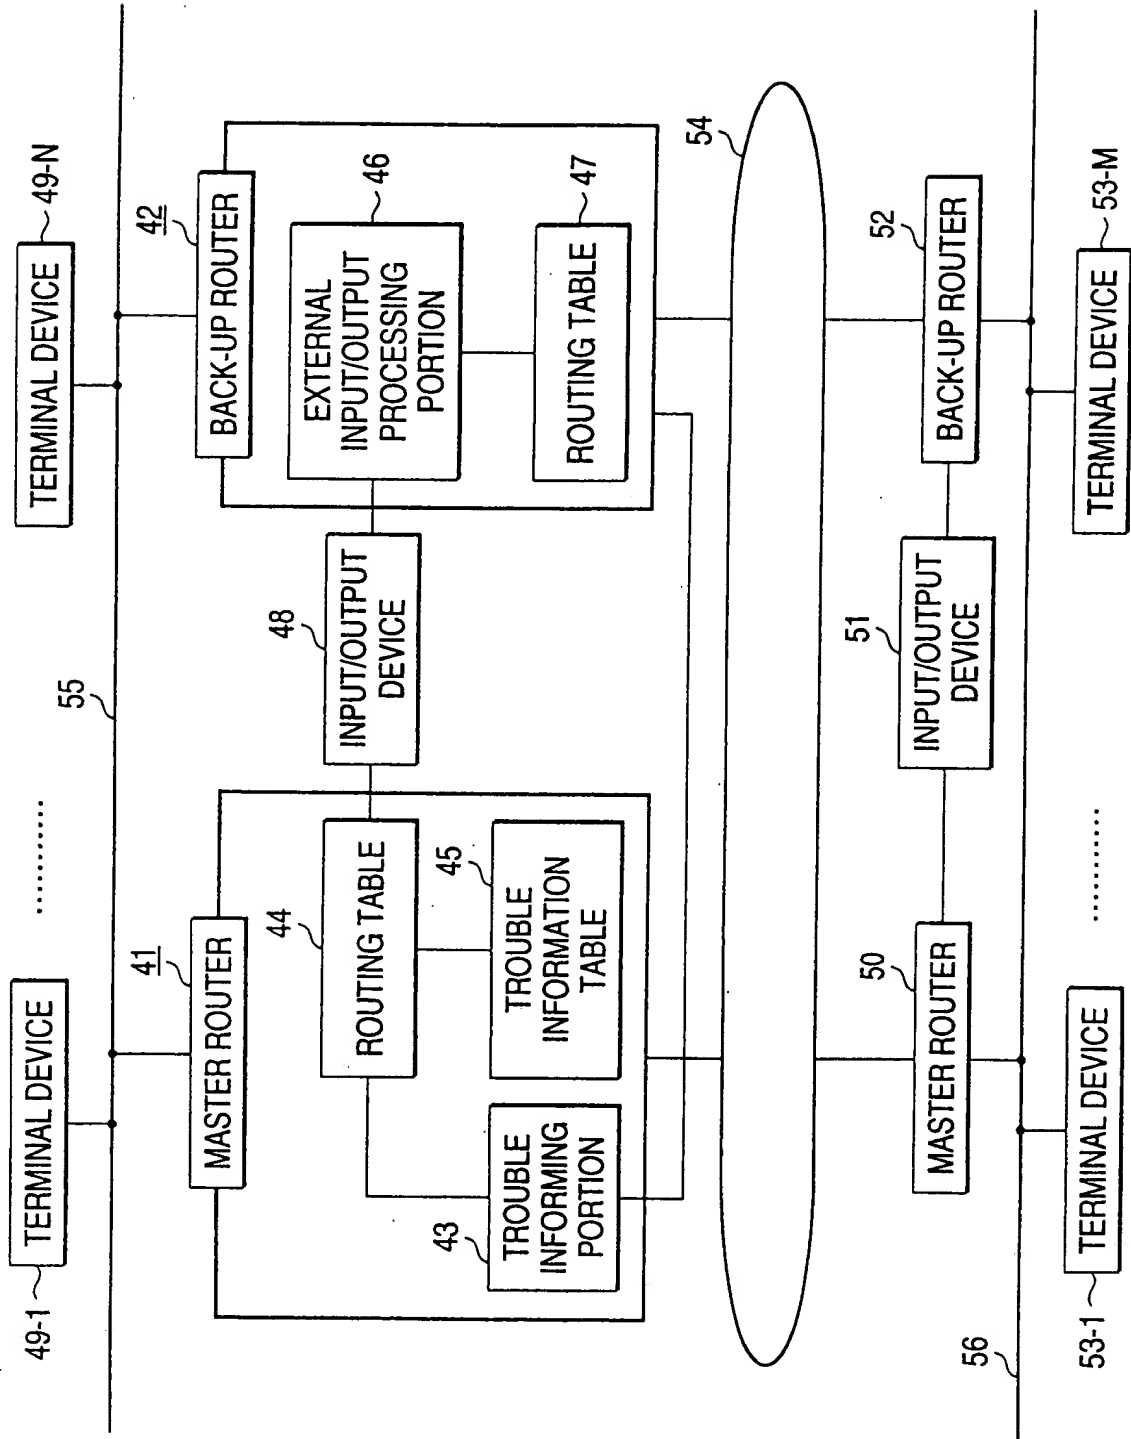 49-1
TERMINAL DEVICE
..........
TERMINAL DEVICE
49-N
55
41
MASTER ROUTER
42
BACK-UP ROUTER
44
ROUTING TABLE
48
INPUT/OUTPUT
DEVICE
EXTERNAL
INPUT/OUTPUT
PROCESSING
PORTION
46
43
TROUBLE
INFORMING
PORTION
45
TROUBLE
INFORMATION
TABLE
ROUTING TABLE
47
54
50
MASTER ROUTER
51
INPUT/OUTPUT
DEVICE
52
BACK-UP ROUTER
56
53-1
TERMINAL DEVICE
..........
TERMINAL DEVICE
53-M